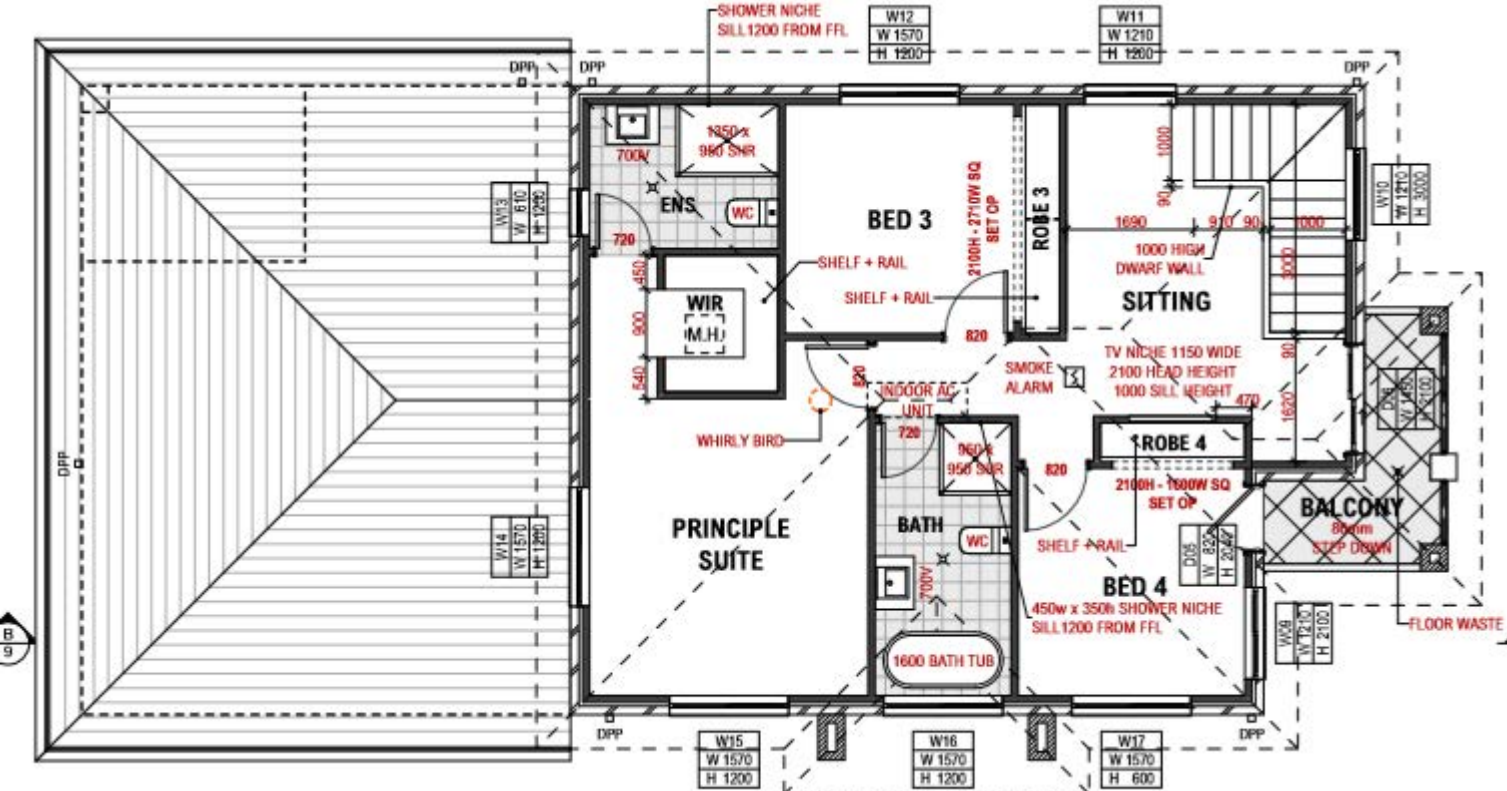 SHOWER NICHE
SILL1200 FROM FFL
W12
W 1570
H 1200
W11
W 1210
H 1200
DPP
DPP
DPP
1350 x
950 SHR
700V
WC
ENS
720
W13
W 610
H 1200
BED 3
2100H - 2710W SQ
SET OP
ROBE 3
1000
90
1690
910
90
1000
3000
1000 HIGH
DWARF WALL
W10
W 1210
H 3000
SITTING
450
900
540
WIR
M.H.
SHELF + RAIL
SHELF + RAIL
820
820
SMOKE
ALARM
TV NICHE 1150 WIDE
2100 HEAD HEIGHT
1000 SILL HEIGHT
90
470
1620
W 1450
2100
INDOOR AC
UNIT
WHIRLY BIRD
720
950 x
950 SHR
820
ROBE 4
2100H - 1600W SQ
SET OP
DPP
W14
W 1570
H 1200
PRINCIPLE
SUITE
BATH
WC
700V
SHELF + RAIL
BED 4
D05
W 820
H 2040
BALCONY
86mm
STEP DOWN
450w x 350h SHOWER NICHE
SILL1200 FROM FFL
1600 BATH TUB
W09
W 1210
H 2100
FLOOR WASTE
B
9
DPP
DPP
W15
W 1570
H 1200
W16
W 1570
H 1200
W17
W 1570
H 600